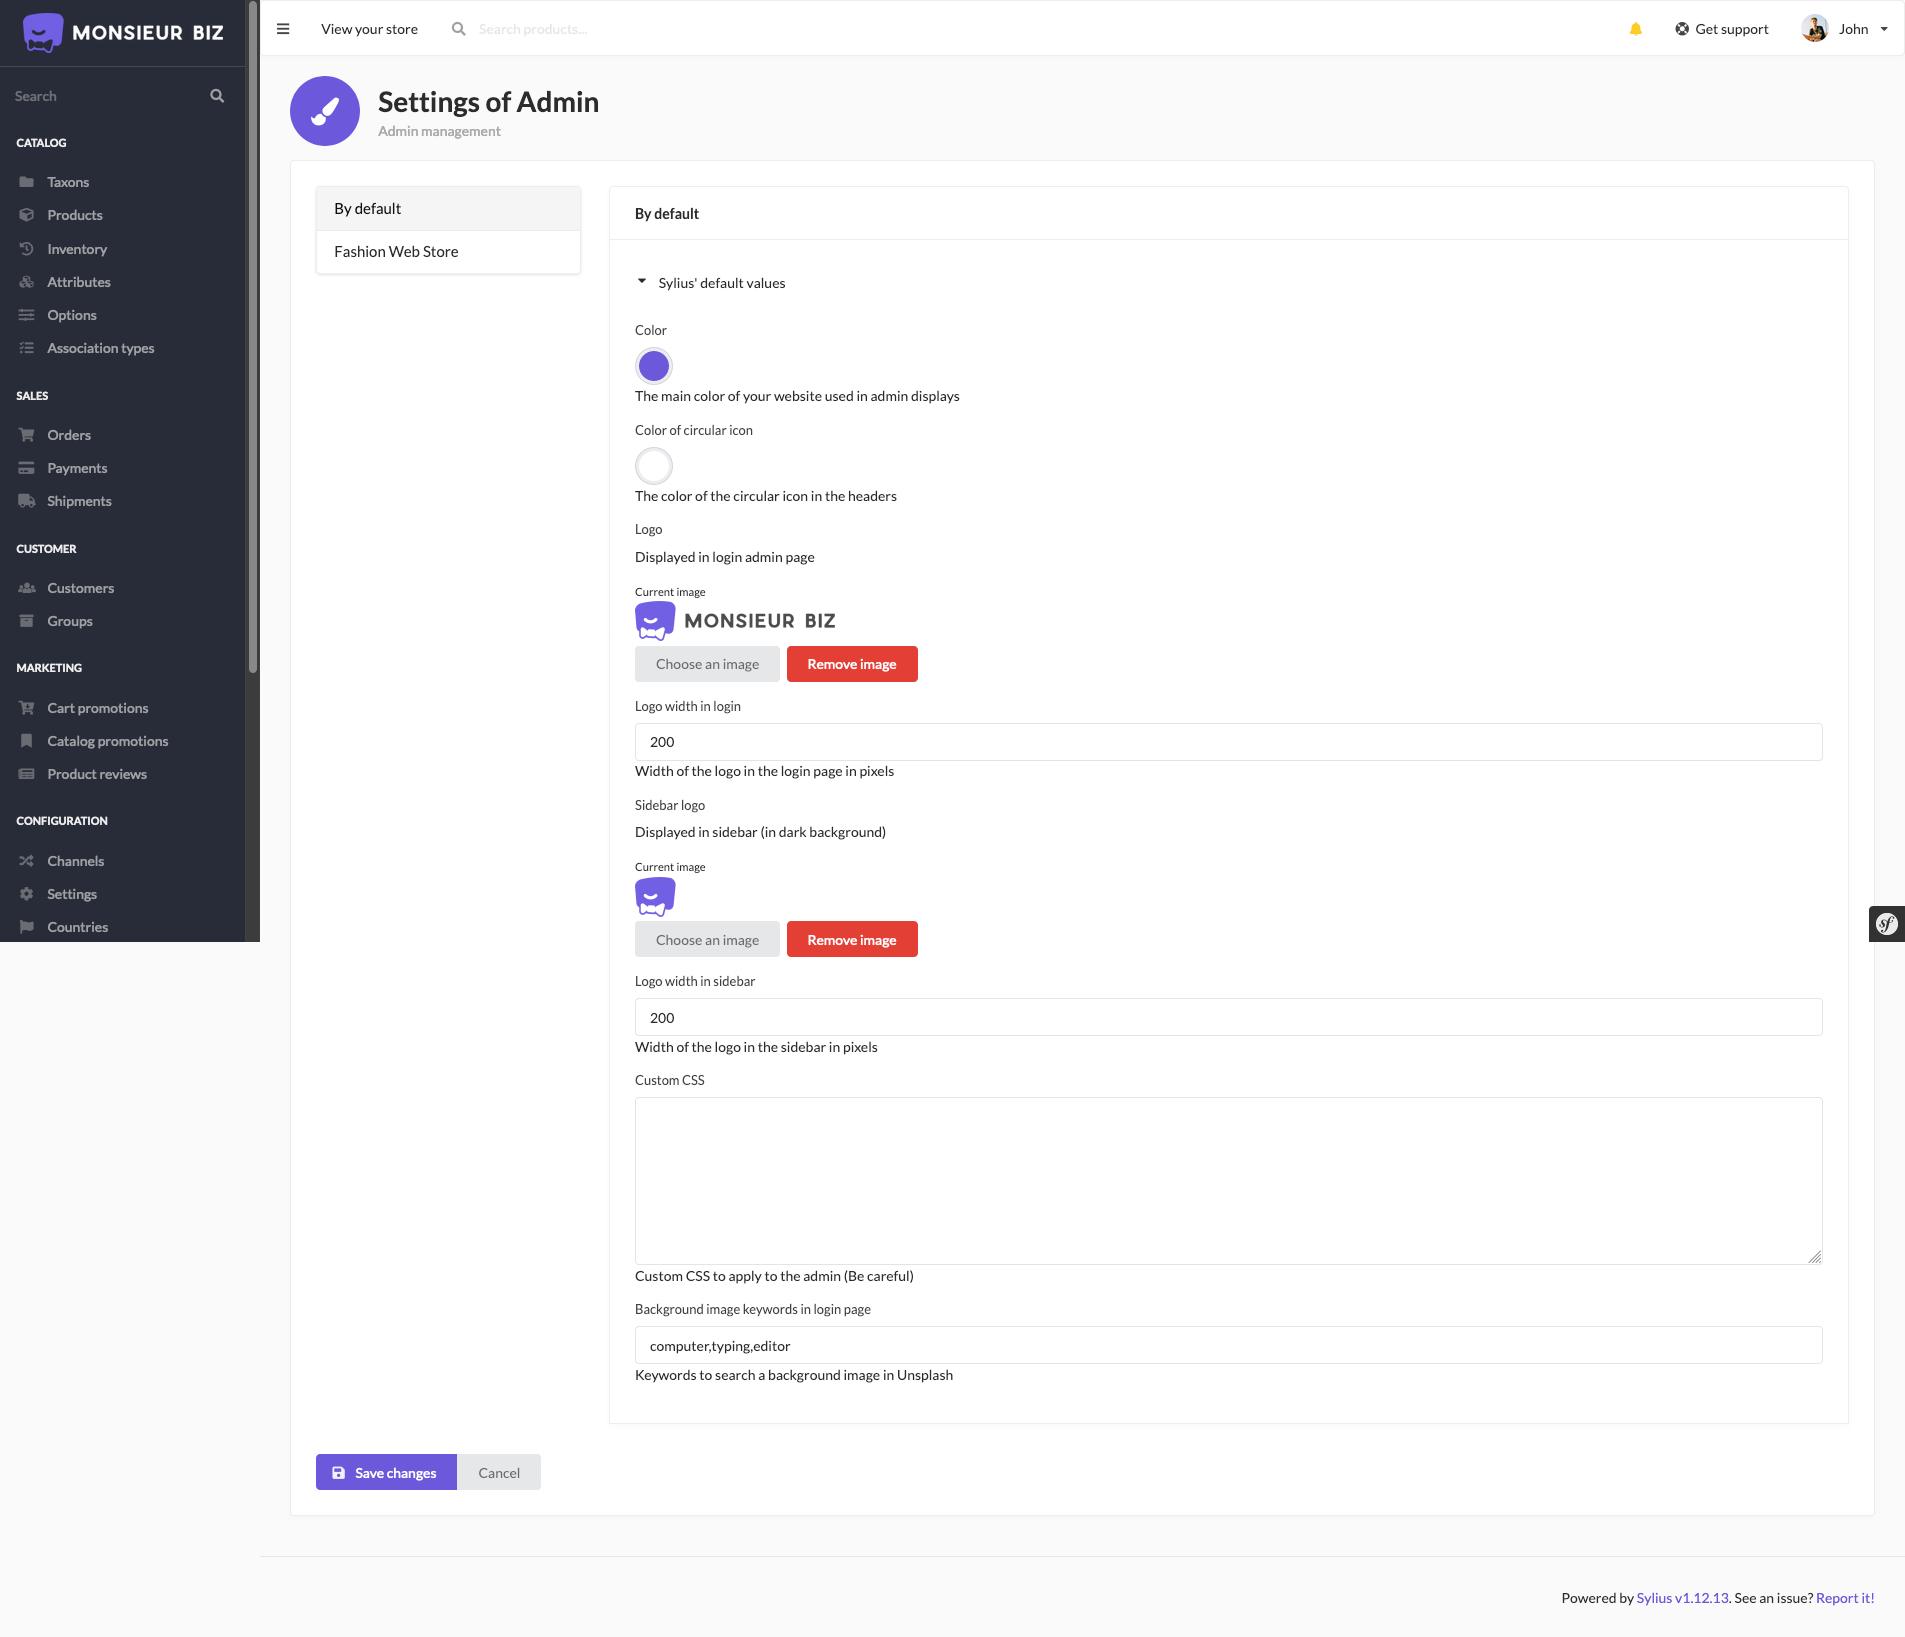 MONSIEUR BIZ
Search
CATALOG
Taxons
Products
Inventory
Attributes
Options
Association types
SALES
Orders
Payments
Shipments
CUSTOMER
Customers
Groups
MARKETING
Cart promotions
Catalog promotions
Product reviews
CONFIGURATION
Channels
Settings
Countries
View your store
Search products...
Get support
John
Settings of Admin
Admin management
By default
Fashion Web Store
By default
Sylius' default values
Color
The main color of your website used in admin displays
Color of circular icon
The color of the circular icon in the headers
Logo
Displayed in login admin page
Current image
MONSIEUR BIZ
Choose an image
Remove image
Logo width in login
200
Width of the logo in the login page in pixels
Sidebar logo
Displayed in sidebar (in dark background)
Current image
Choose an image
Remove image
Logo width in sidebar
200
Width of the logo in the sidebar in pixels
Custom CSS
Custom CSS to apply to the admin (Be careful)
Background image keywords in login page
computer,typing,editor
Keywords to search a background image in Unsplash
Save changes
Cancel
sf
Powered by Sylius v1.12.13. See an issue? Report it!